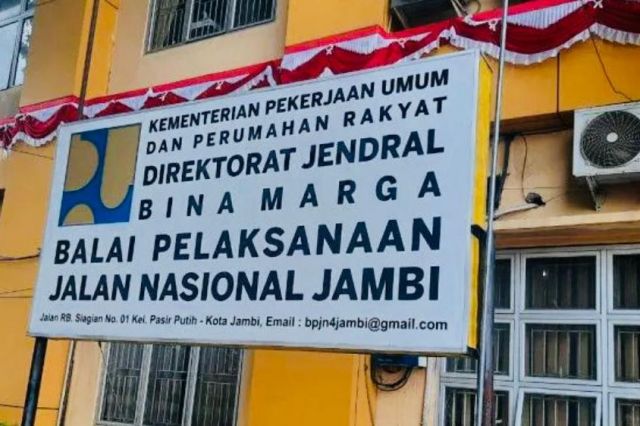 KEMENTERIAN PEKERJAAN UMUM
DAN PERUMAHAN RAKYAT
DIREKTORAT JENDRAL
BINA MARGA
BALAI PELAKSANAAN
JALAN NASIONAL JAMBI
Jalan RB. Siagian No. 01 Kel. Pasir Putih - Kota Jambi, Email : bpjn4jambi@gmail.com